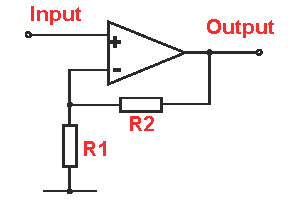 Input
Output
+
-
R2
R1